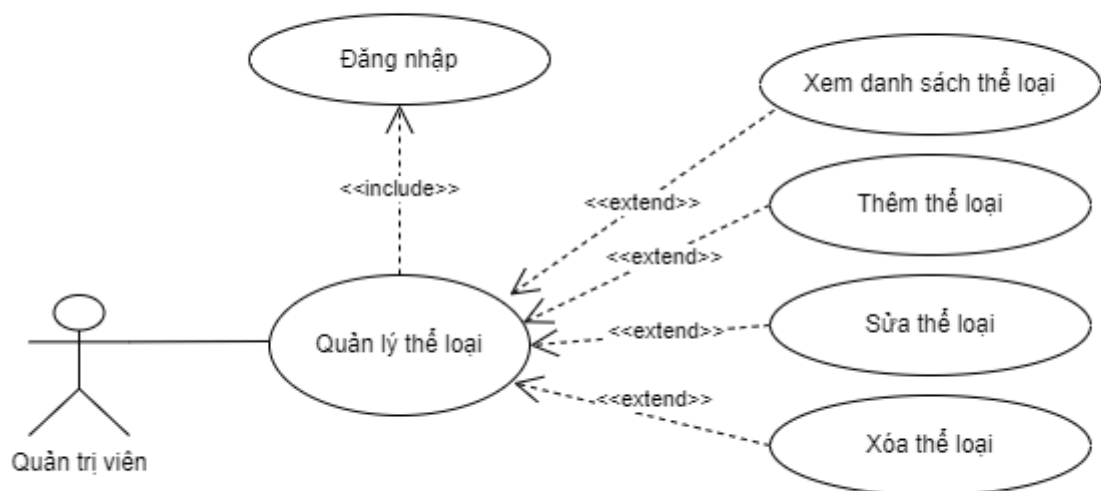 Đăng nhập
Xem danh sách thể loại
<<include>>
<<extend>>
Thêm thể loại
<<extend>>
Quản lý thể loại
<<extend>>
Sửa thể loại
<<extend>>
Xóa thể loại
Quản trị viên